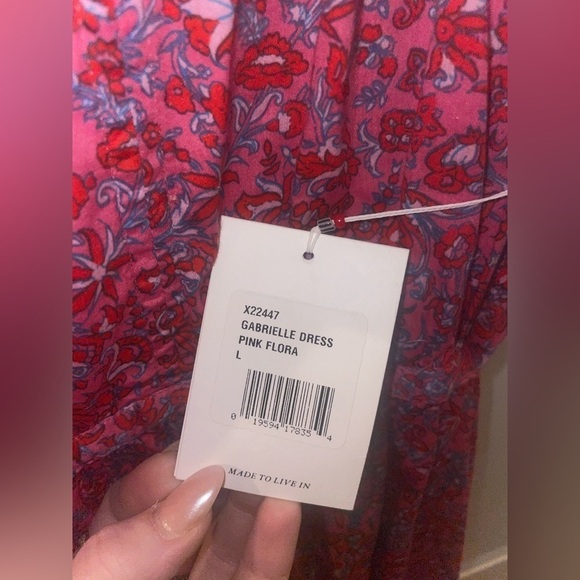 X22447
GABRIELLE DRESS
PINK FLORA
L
0 19594 17835 4
MADE TO LIVE IN